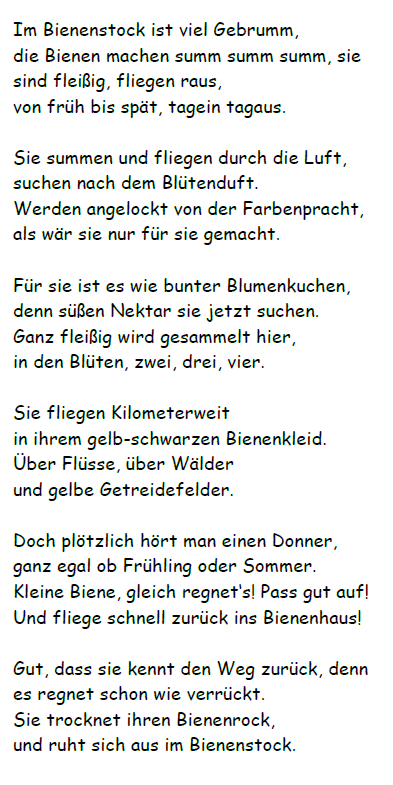 Im Bienenstock ist viel Gebrumm,
die Bienen machen summ summ summ, sie
sind fleißig, fliegen raus,
von früh bis spät, tagein tagaus.

Sie summen und fliegen durch die Luft,
suchen nach dem Blütenduft.
Werden angelockt von der Farbenpracht,
als wär sie nur für sie gemacht.

Für sie ist es wie bunter Blumenkuchen,
denn süßen Nektar sie jetzt suchen.
Ganz fleißig wird gesammelt hier,
in den Blüten, zwei, drei, vier.

Sie fliegen Kilometerweit
in ihrem gelb-schwarzen Bienenkleid.
Über Flüsse, über Wälder
und gelbe Getreidefelder.

Doch plötzlich hört man einen Donner,
ganz egal ob Frühling oder Sommer.
Kleine Biene, gleich regnet's! Pass gut auf!
Und fliege schnell zurück ins Bienenhaus!

Gut, dass sie kennt den Weg zurück, denn
es regnet schon wie verrückt.
Sie trocknet ihren Bienenrock,
und ruht sich aus im Bienenstock.